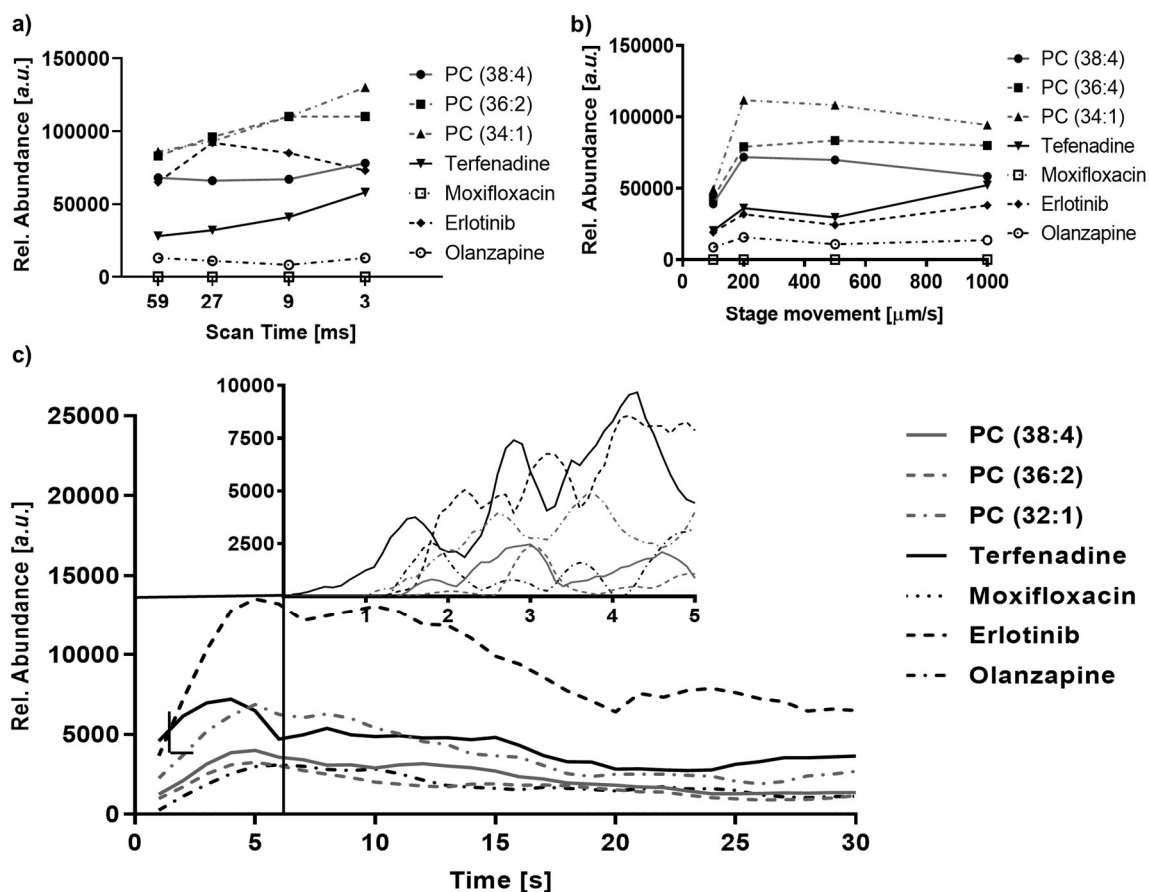 a)
150000
100000
50000
0
Rel. Abundance [a.u.]
59 27 9 3
Scan Time [ms]
PC (38:4)
PC (36:2)
PC (34:1)
Terfenadine
Moxifloxacin
Erlotinib
Olanzapine
b)
150000
100000
50000
0
Rel. Abundance [a.u.]
0 200 400 600 800 1000
Stage movement [μm/s]
PC (38:4)
PC (36:4)
PC (34:1)
Tefenadine
Moxifloxacin
Erlotinib
Olanzapine
c)
25000
20000
15000
10000
5000
0
Rel. Abundance [a.u.]
0 5 10 15 20 25 30
Time [s]
10000
7500
5000
2500
1 2 3 4 5
PC (38:4)
PC (36:2)
PC (32:1)
Terfenadine
Moxifloxacin
Erlotinib
Olanzapine